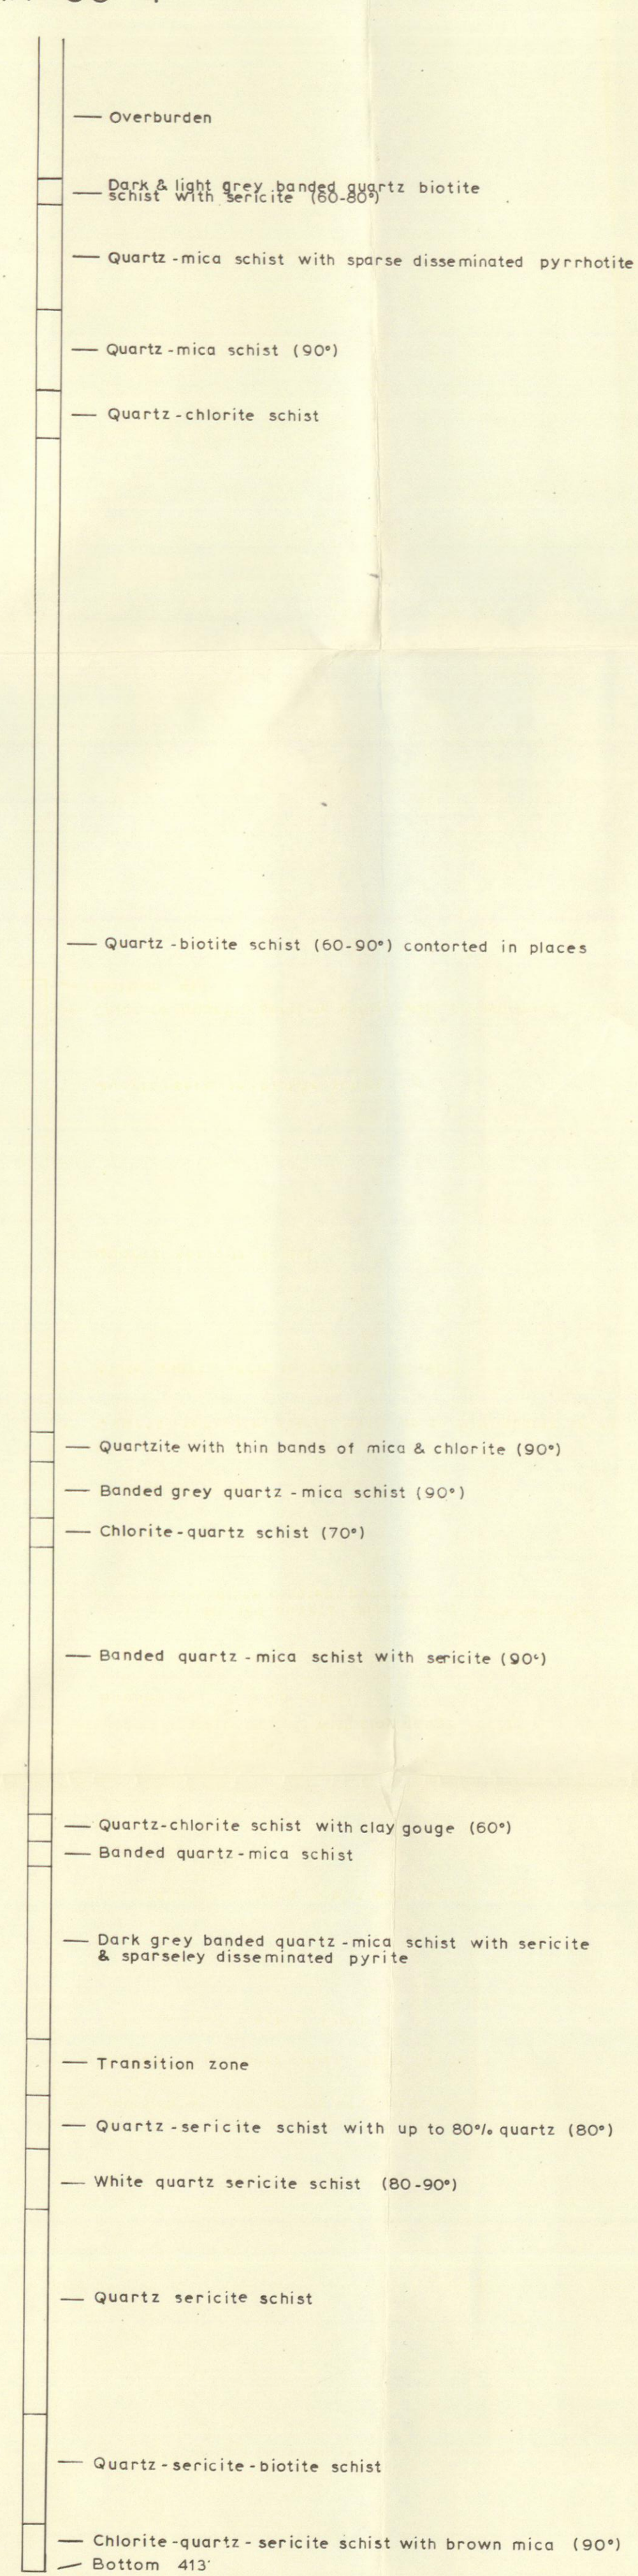 Overburden
Dark & light grey banded quartz biotite
schist with sericite (60-80°)
Quartz-mica schist with sparse disseminated pyrrhotite
Quartz-mica schist (90°)
Quartz-chlorite schist
Quartz-biotite schist (60-90°) contorted in places
Quartzite with thin bands of mica & chlorite (90°)
Banded grey quartz-mica schist (90°)
Chlorite-quartz schist (70°)
Banded quartz-mica schist with sericite (90°)
Quartz-chlorite schist with clay gouge (60°)
Banded quartz-mica schist
Dark grey banded quartz-mica schist with sericite
& sparseley disseminated pyrite
Transition zone
Quartz-sericite schist with up to 80% quartz (80°)
White quartz sericite schist (80-90°)
Quartz sericite schist
Quartz-sericite-biotite schist
Chlorite-quartz-sericite schist with brown mica (90°)
Bottom 413'